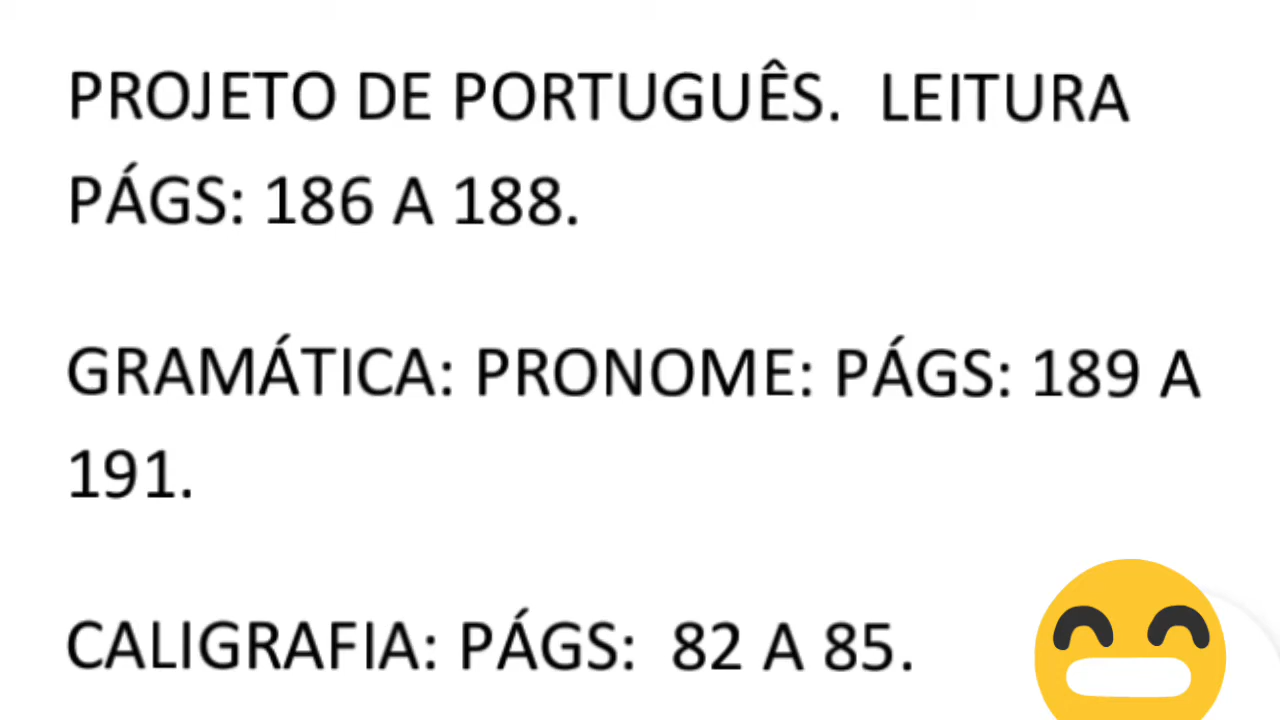 PROJETO DE PORTUGUÊS. LEITURA
PÁGS: 186 A 188.
GRAMÁTICA: PRONOME: PÁGS: 189 A
191.
CALIGRAFIA: PÁGS: 82 A 85.